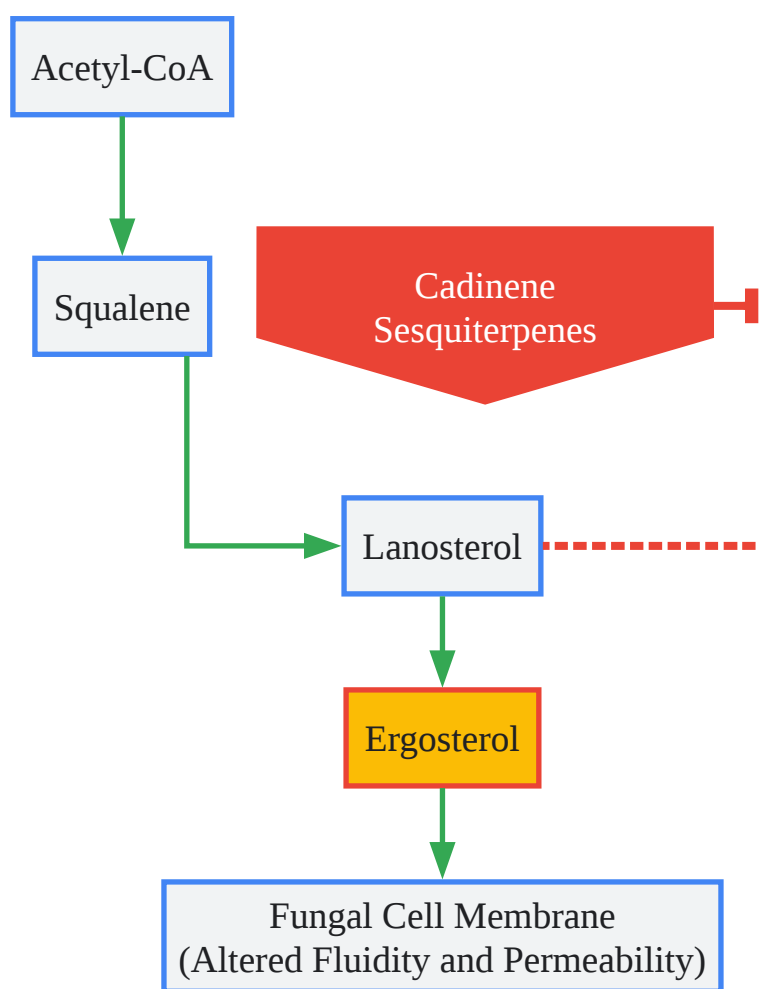 Acetyl-CoA
Squalene
Cadinene
Sesquiterpenes
Lanosterol
Ergosterol
Fungal Cell Membrane
(Altered Fluidity and Permeability)